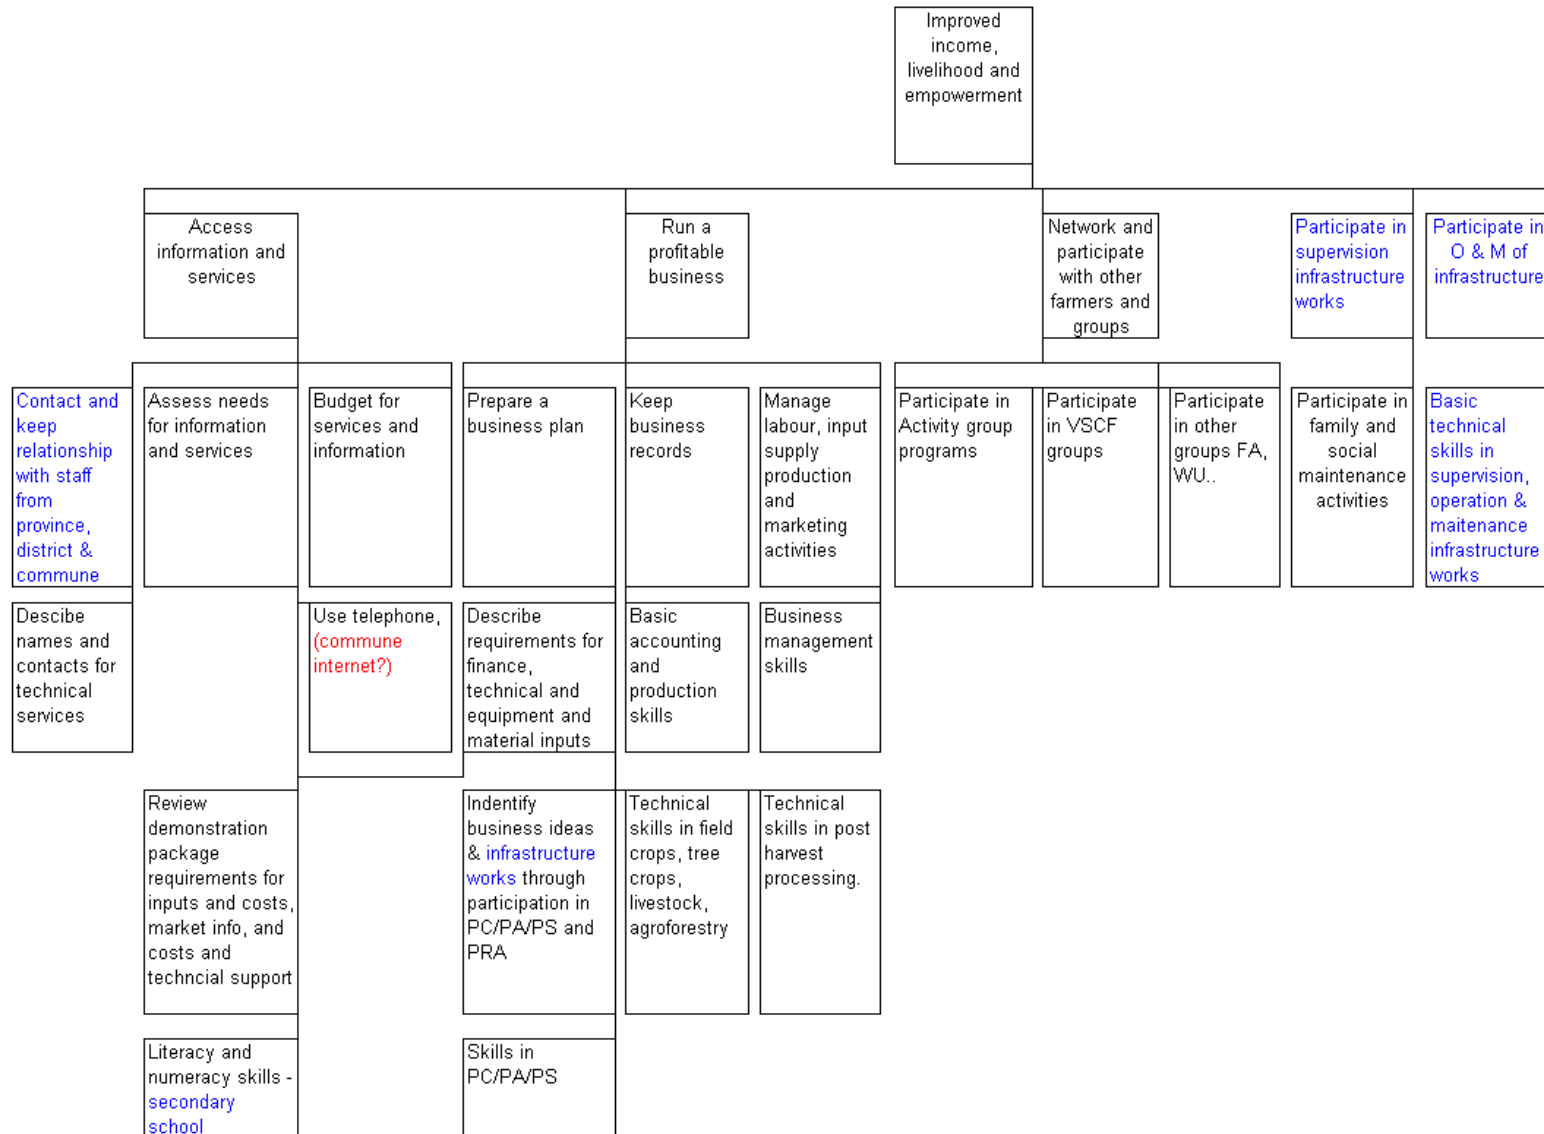 Improved
income,
livelihood and
empowerment
Access
information and
services
Run a
profitable
business
Network and
participate
with other
farmers and
groups
Participate in
supervision
infrastructure
works
Participate in
O & M of
infrastructure
Contact and
keep
relationship
with staff
from
province,
district &
commune
Assess needs
for information
and services
Budget for
services and
information
Prepare a
business plan
Keep
business
records
Manage
labour, input
supply
production
and
marketing
activities
Participate in
Activity group
programs
Participate
in VSCF
groups
Participate
in other
groups FA,
WU..
Participate in
family and
social
maintenance
activities
Basic
technical
skills in
supervision,
operation &
maitenance
infrastructure
works
Descibe
names and
contacts for
technical
services
Use telephone,
(commune
internet?)
Describe
requirements for
finance,
technical and
equipment and
material inputs
Basic
accounting
and
production
skills
Business
management
skills
Review
demonstration
package
requirements for
inputs and costs,
market info, and
costs and
techncial support
Indentify
business ideas
& infrastructure
works through
participation in
PC/PA/PS and
PRA
Technical
skills in field
crops, tree
crops,
livestock,
agroforestry
Technical
skills in post
harvest
processing.
Literacy and
numeracy skills -
secondary
school
Skills in
PC/PA/PS